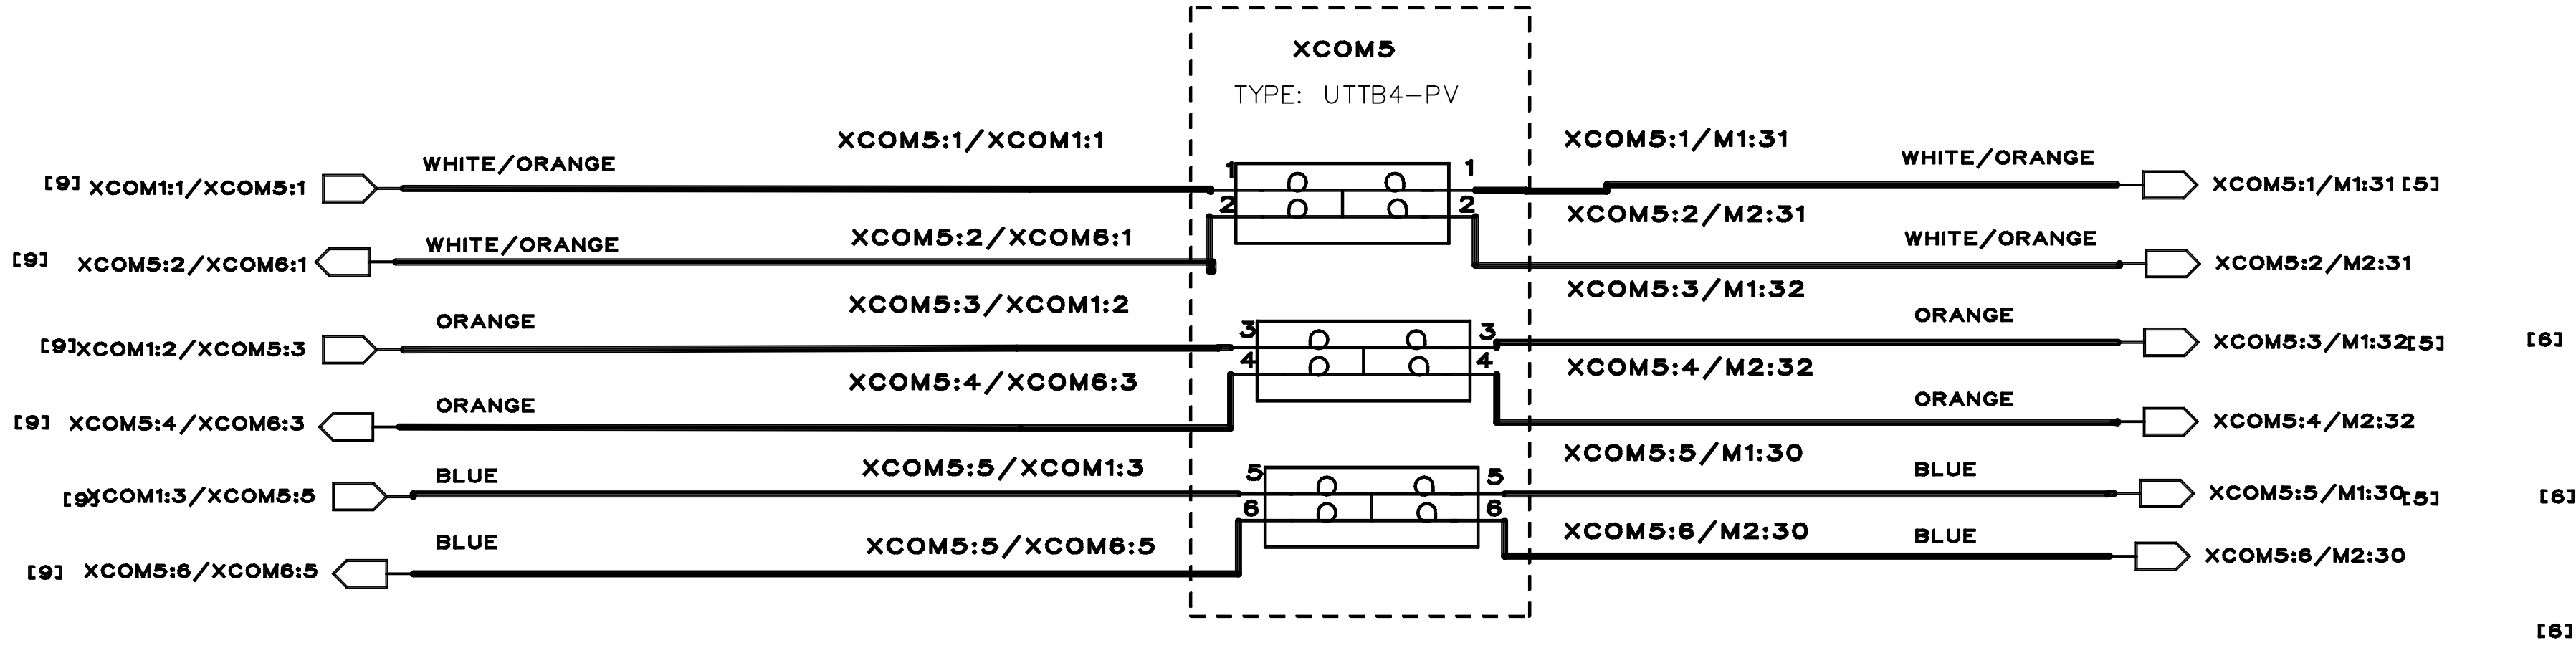 XCOM5
TYPE: UTTB4-PV
XCOM5:1/XCOM1:1
XCOM5:1/M1:31
WHITE/ORANGE
WHITE/ORANGE
[9] XCOM1:1/XCOM5:1
1
1
XCOM5:1/M1:31 [5]
2
2
XCOM5:2/M2:31
XCOM5:2/XCOM6:1
WHITE/ORANGE
WHITE/ORANGE
[9] XCOM5:2/XCOM6:1
XCOM5:2/M2:31
XCOM5:3/XCOM1:2
XCOM5:3/M1:32
ORANGE
ORANGE
[9] XCOM1:2/XCOM5:3
3
3
XCOM5:3/M1:32 [5]
[6]
4
4
XCOM5:4/XCOM6:3
XCOM5:4/M2:32
ORANGE
ORANGE
[9] XCOM5:4/XCOM6:3
XCOM5:4/M2:32
XCOM5:5/XCOM1:3
XCOM5:5/M1:30
BLUE
BLUE
[9] XCOM1:3/XCOM5:5
5
5
XCOM5:5/M1:30 [5]
[6]
6
6
XCOM5:5/XCOM6:5
XCOM5:6/M2:30
BLUE
BLUE
[9] XCOM5:6/XCOM6:5
XCOM5:6/M2:30
[6]